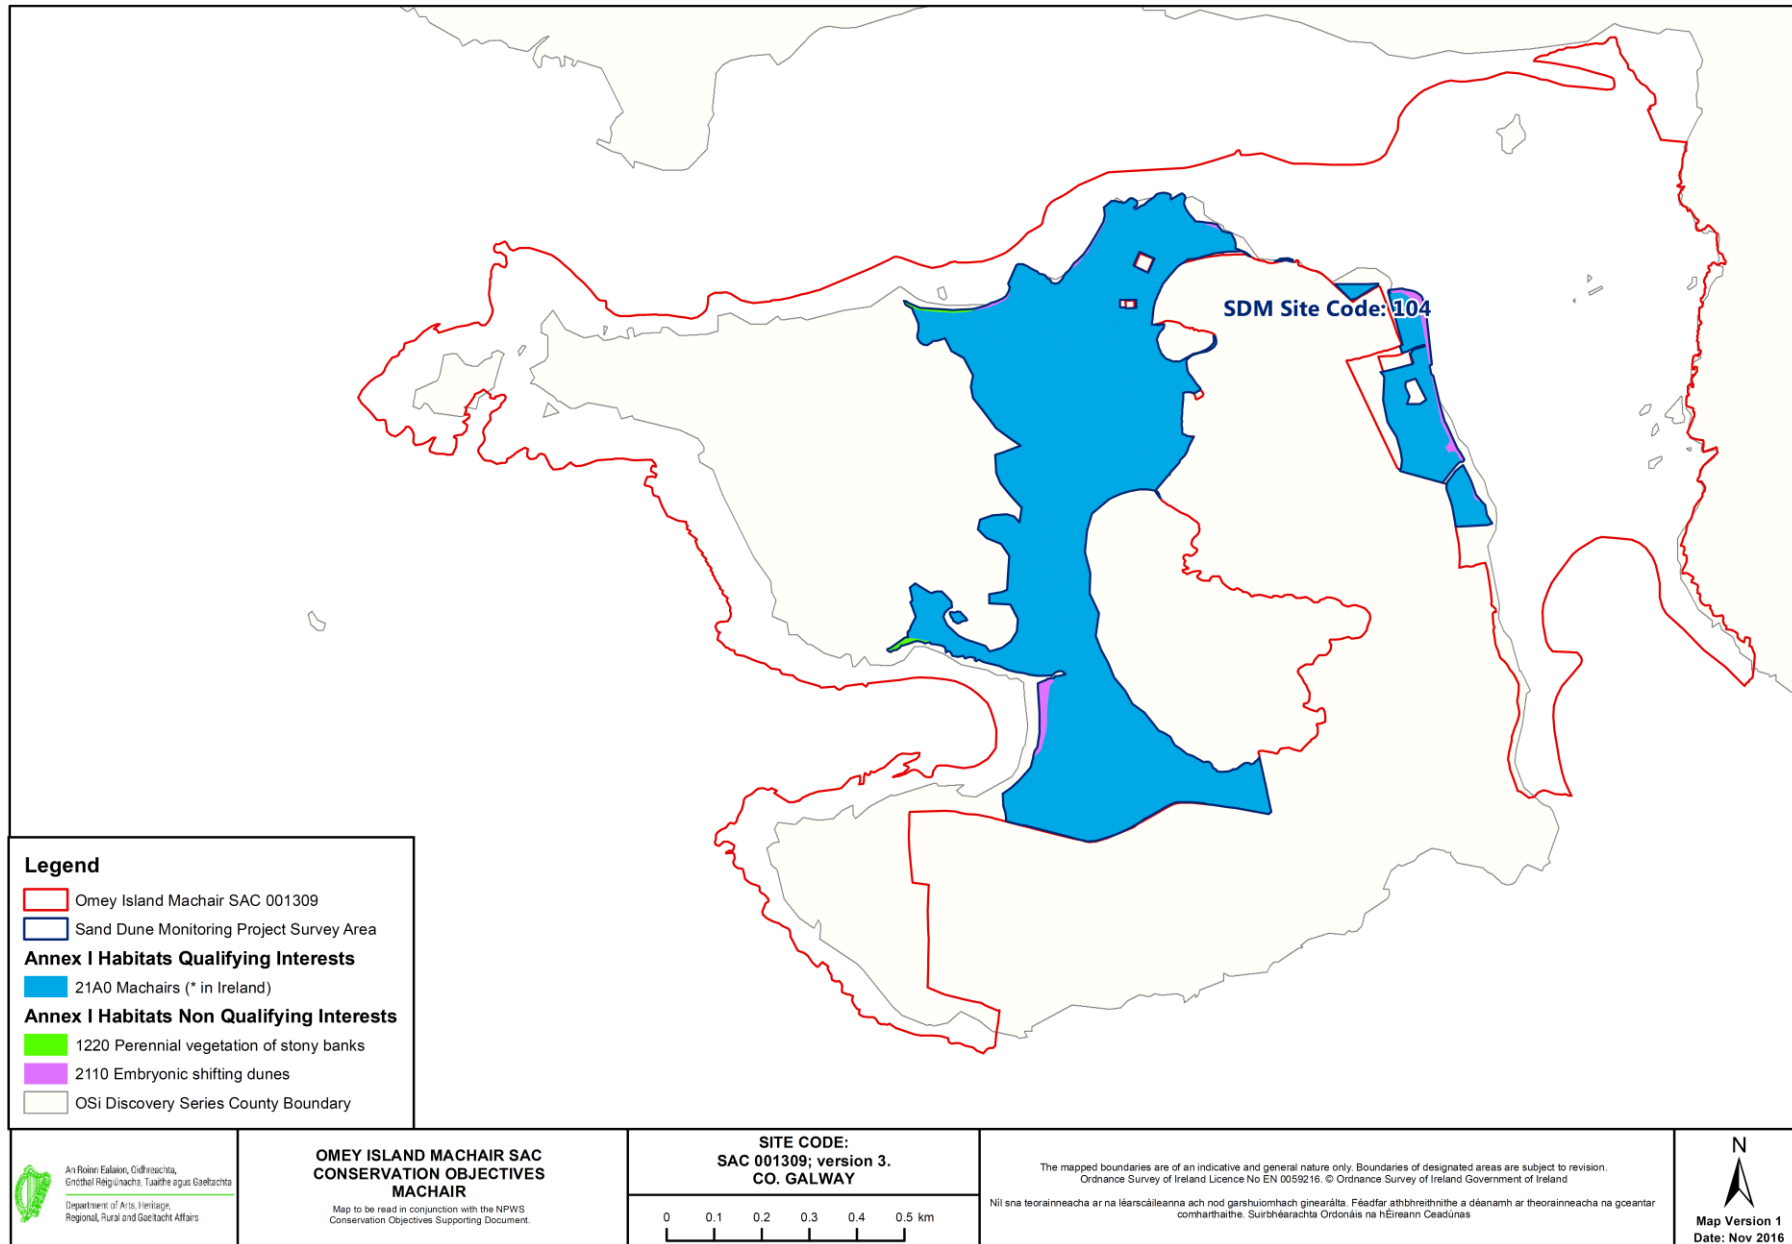 SDM Site Code: 104
Legend
Omey Island Machair SAC 001309
Sand Dune Monitoring Project Survey Area
Annex I Habitats Qualifying Interests
21A0 Machairs (* in Ireland)
Annex I Habitats Non Qualifying Interests
1220 Perennial vegetation of stony banks
2110 Embryonic shifting dunes
OSi Discovery Series County Boundary
An Roinn Ealaíon, Oidhreachta,
Gnóthaí Réigiúnacha, Tuaithe agus Gaeltachta
Department of Arts, Heritage,
Regional, Rural and Gaeltacht Affairs
OMEY ISLAND MACHAIR SAC
CONSERVATION OBJECTIVES
MACHAIR
Map to be read in conjunction with the NPWS
Conservation Objectives Supporting Document.
SITE CODE:
SAC 001309; version 3.
CO. GALWAY
0 0.1 0.2 0.3 0.4 0.5 km
The mapped boundaries are of an indicative and general nature only. Boundaries of designated areas are subject to revision.
Ordnance Survey of Ireland Licence No EN 0059216. © Ordnance Survey of Ireland Government of Ireland
Níl sna teorainneacha ar na léarscáileanna ach nod garshuíomhach ginearálta. Féadfar athbhreithnithe a déanamh ar theorainneacha na gceantar
comharthaithe. Suirbhéarachta Ordonáis na hÉireann Ceadúnas
N
Map Version 1
Date: Nov 2016